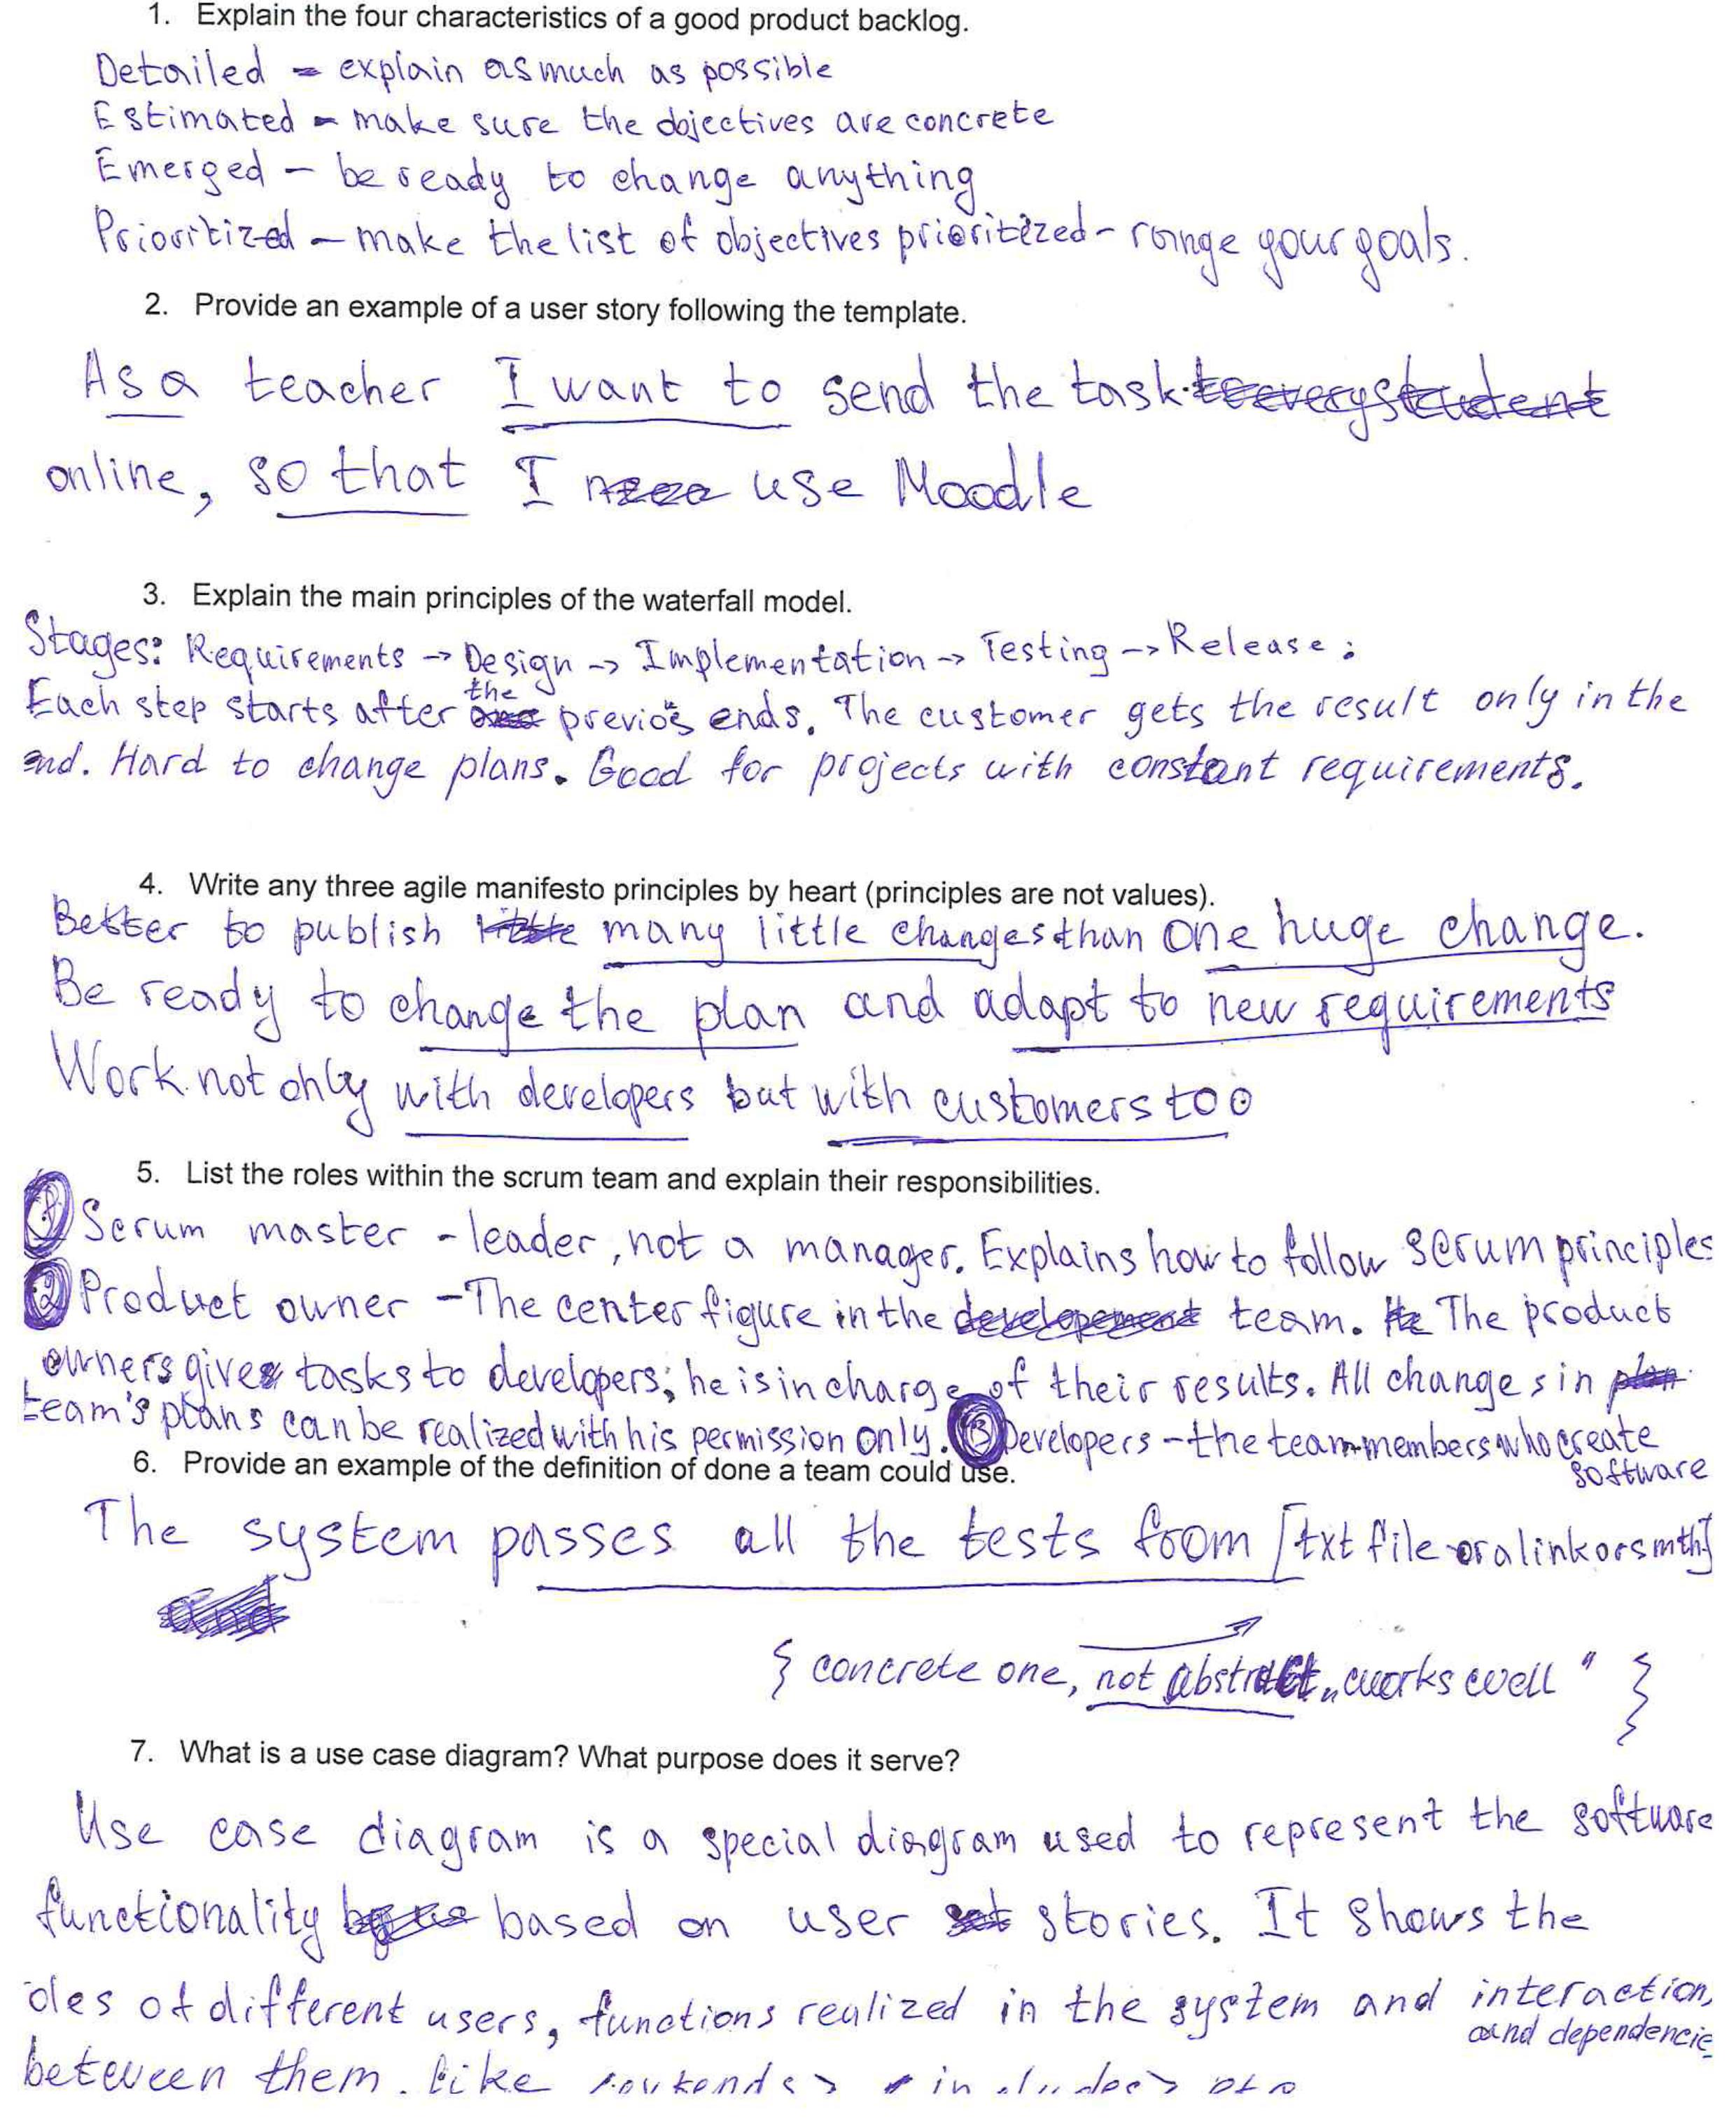 1. Explain the four characteristics of a good product backlog.
Detailed - explain as much as possible
Estimated - make sure the objectives are concrete
Emerged - be ready to change anything
Prioritized - make the list of objectives prioritized - range your goals.
2. Provide an example of a user story following the template.
As a teacher I want to send the task to every student
online, so that I need use Moodle
3. Explain the main principles of the waterfall model.
Stages: Requirements -> Design -> Implementation -> Testing -> Release;
the
Each step starts after previos ends. The customer gets the result only in the
end. Hard to change plans. Good for projects with constant requirements.
4. Write any three agile manifesto principles by heart (principles are not values).
Better to publish little many little changes than one huge change.
Be ready to change the plan and adapt to new requirements
Work not only with developers but with customers too
5. List the roles within the scrum team and explain their responsibilities.
1 Scrum master - leader, not a manager. Explains how to follow scrum principles
2 Product owner - The center figure in the developement team. He The product
owners gives tasks to developers; he is in charge of their results. All changes in plan
team's plans can be realized with his permission only. 3 Developers - the team members who create
software
6. Provide an example of the definition of done a team could use.
The system passes all the tests from [txt file or a link or smth]
and
{ concrete one, not abstract „works well" }
7. What is a use case diagram? What purpose does it serve?
Use case diagram is a special diagram used to represent the software
functionality based on user stories. It shows the
oles of different users, functions realized in the system and interaction,
and dependencie
between them. like